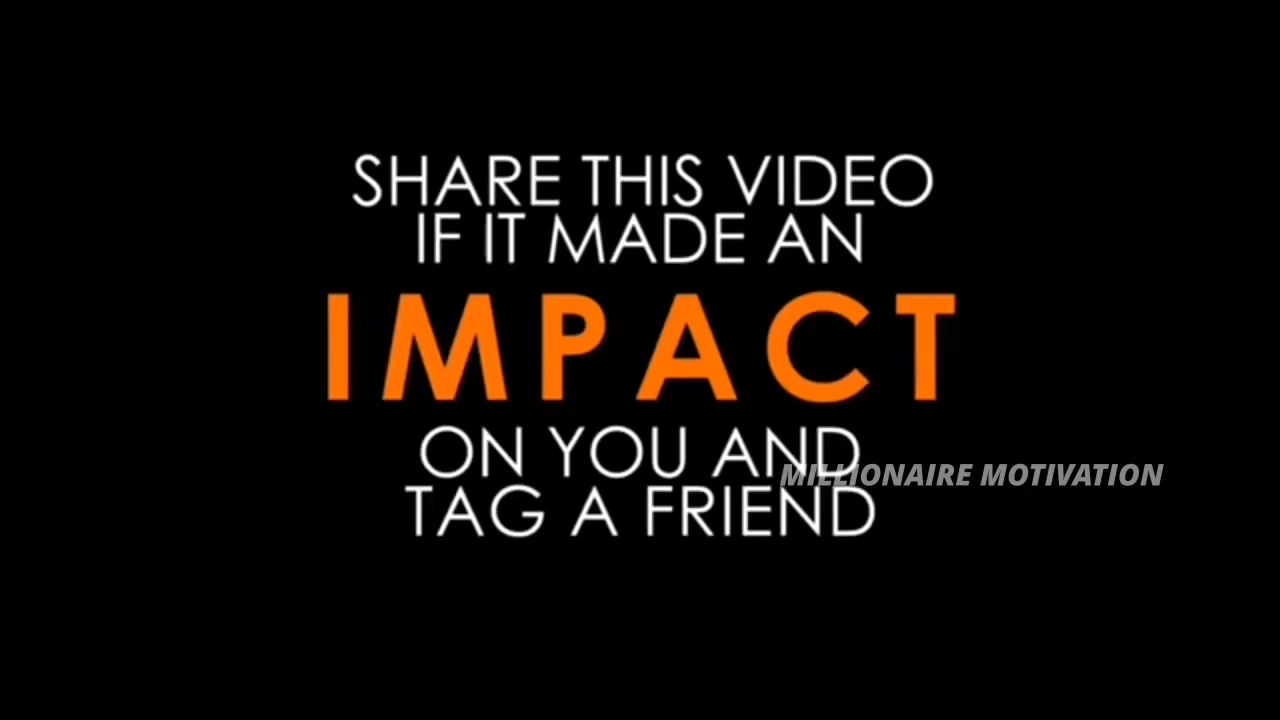 SHARE THIS VIDEO
IF IT MADE AN
IMPACT
ON YOU AND
MILLIONAIRE MOTIVATION
TAG A FRIEND